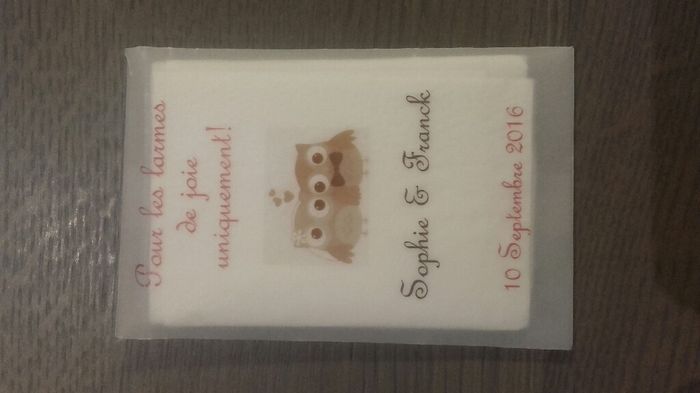 Pour les larmes
de joie
uniquement!
Sophie & Franck
10 Septembre 2016